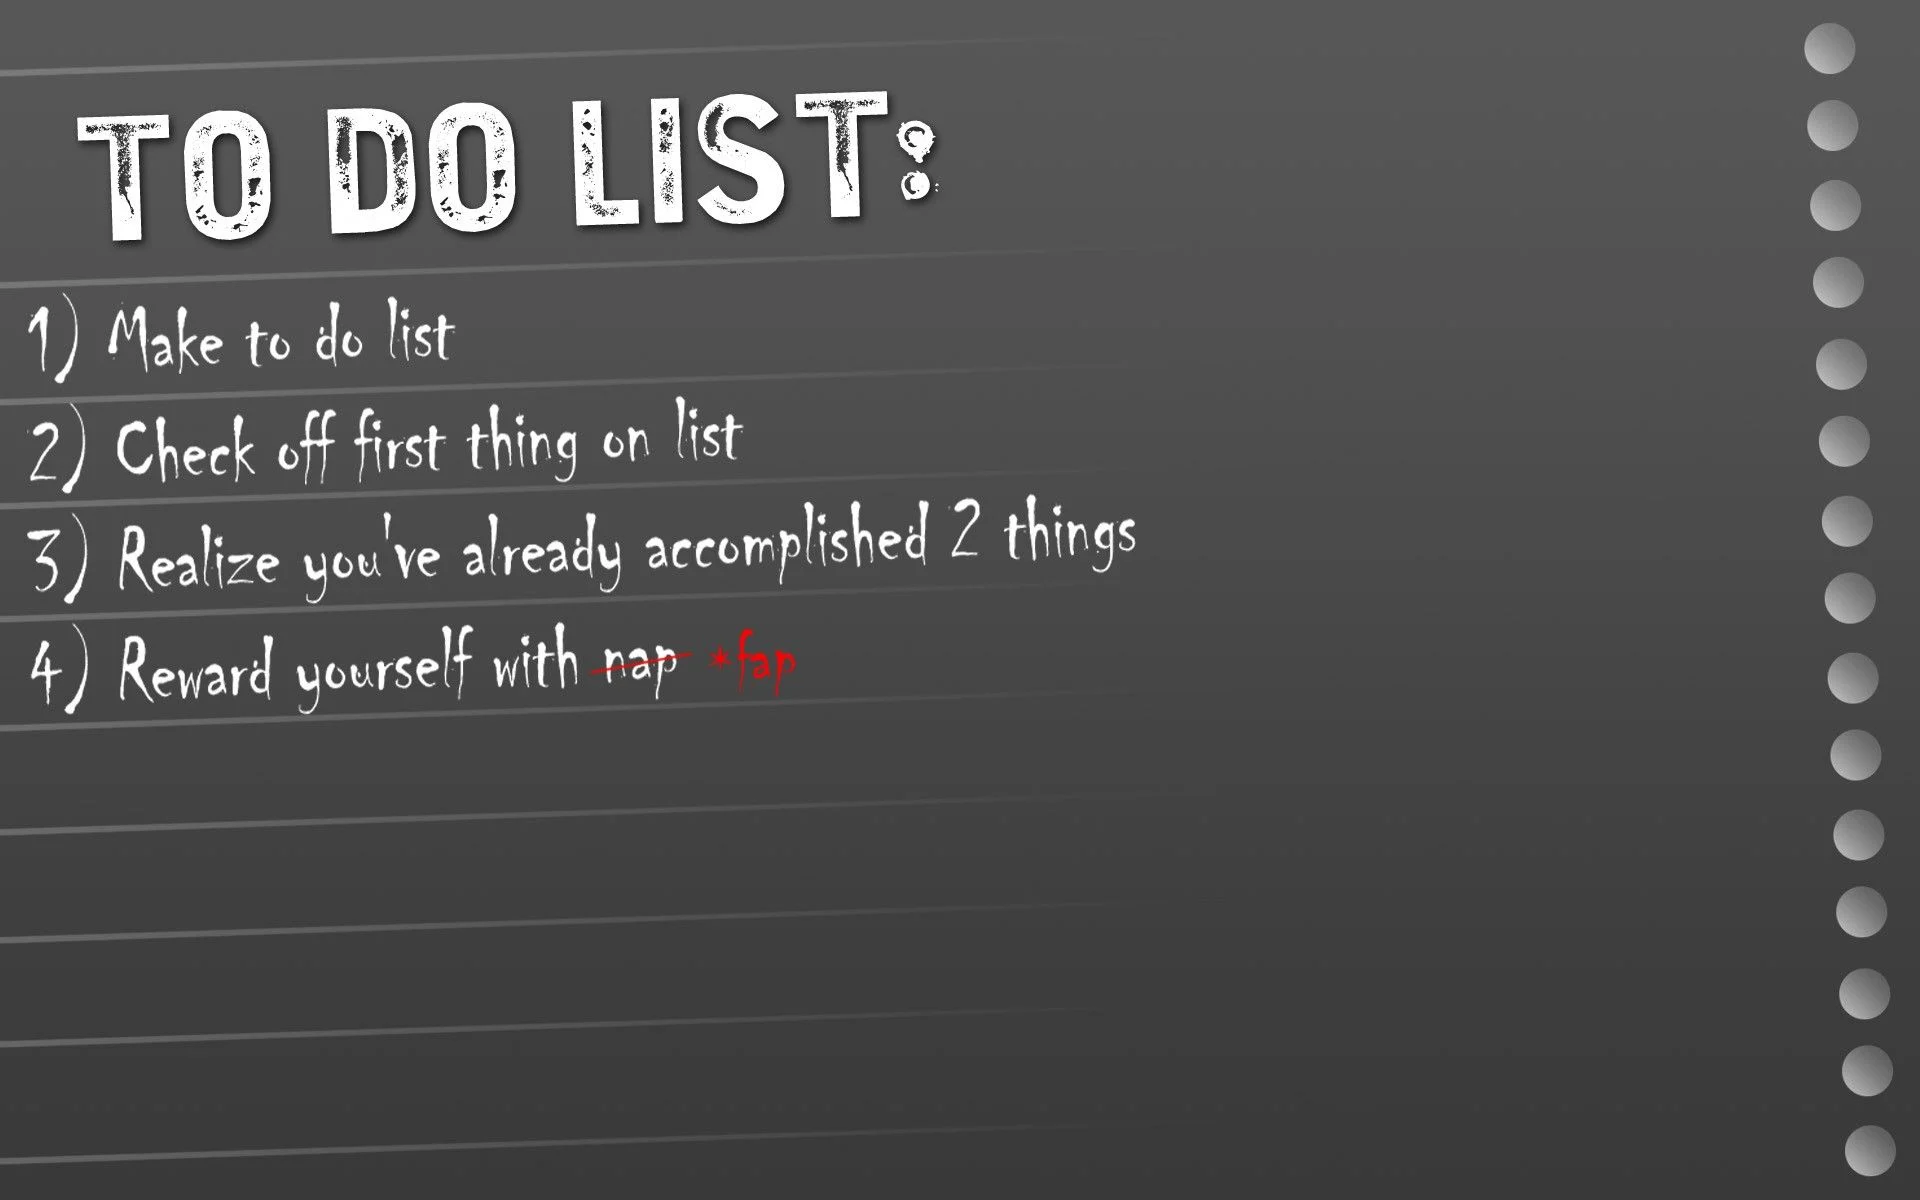 TO DO LIST:
1) Make to do list
2) Check off first thing on list
3) Realize you've already accomplished 2 things
4) Reward yourself with nap *fap